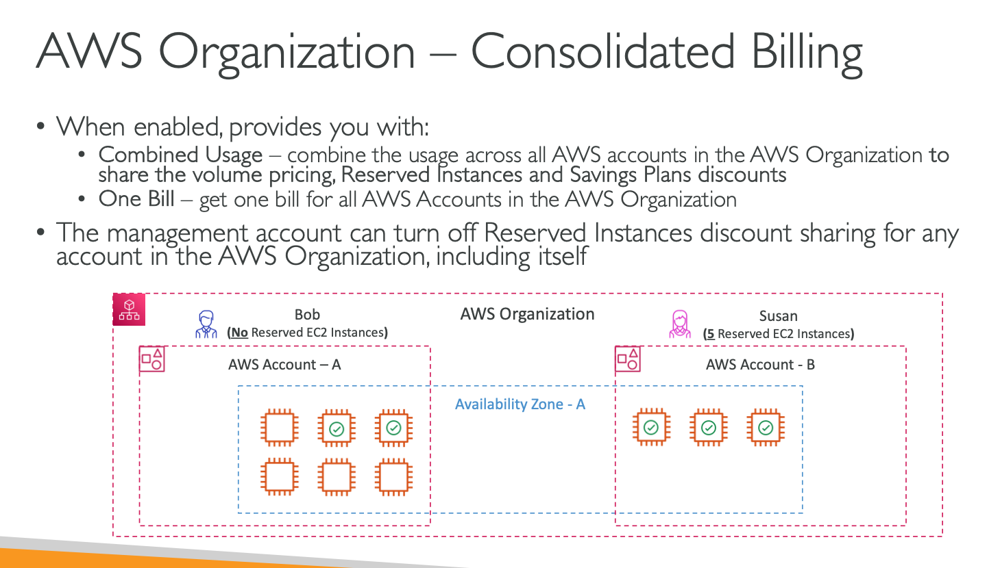 AWS Organization – Consolidated Billing
• When enabled, provides you with:
• Combined Usage – combine the usage across all AWS accounts in the AWS Organization to
share the volume pricing, Reserved Instances and Savings Plans discounts
• One Bill – get one bill for all AWS Accounts in the AWS Organization
• The management account can turn off Reserved Instances discount sharing for any
account in the AWS Organization, including itself
AWS Organization
Bob
(No Reserved EC2 Instances)
Susan
(5 Reserved EC2 Instances)
AWS Account – A
AWS Account - B
Availability Zone - A